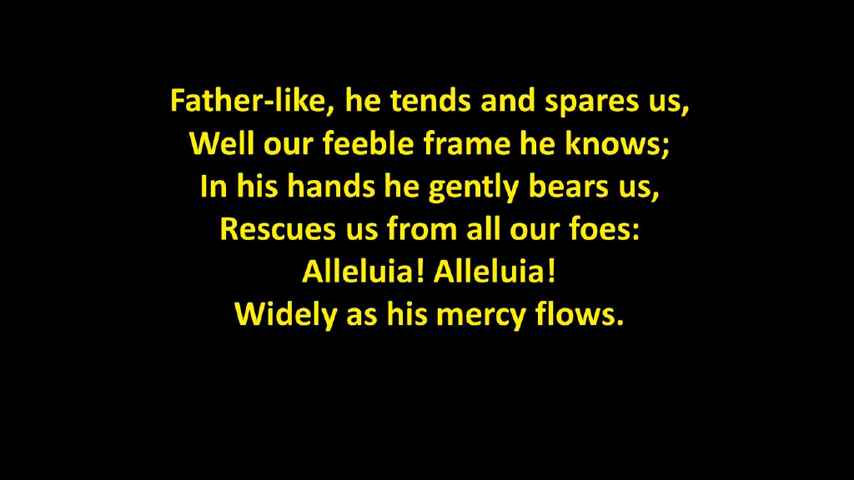 Father-like, he tends and spares us,
Well our feeble frame he knows;
In his hands he gently bears us,
Rescues us from all our foes:
Alleluia! Alleluia!
Widely as his mercy flows.